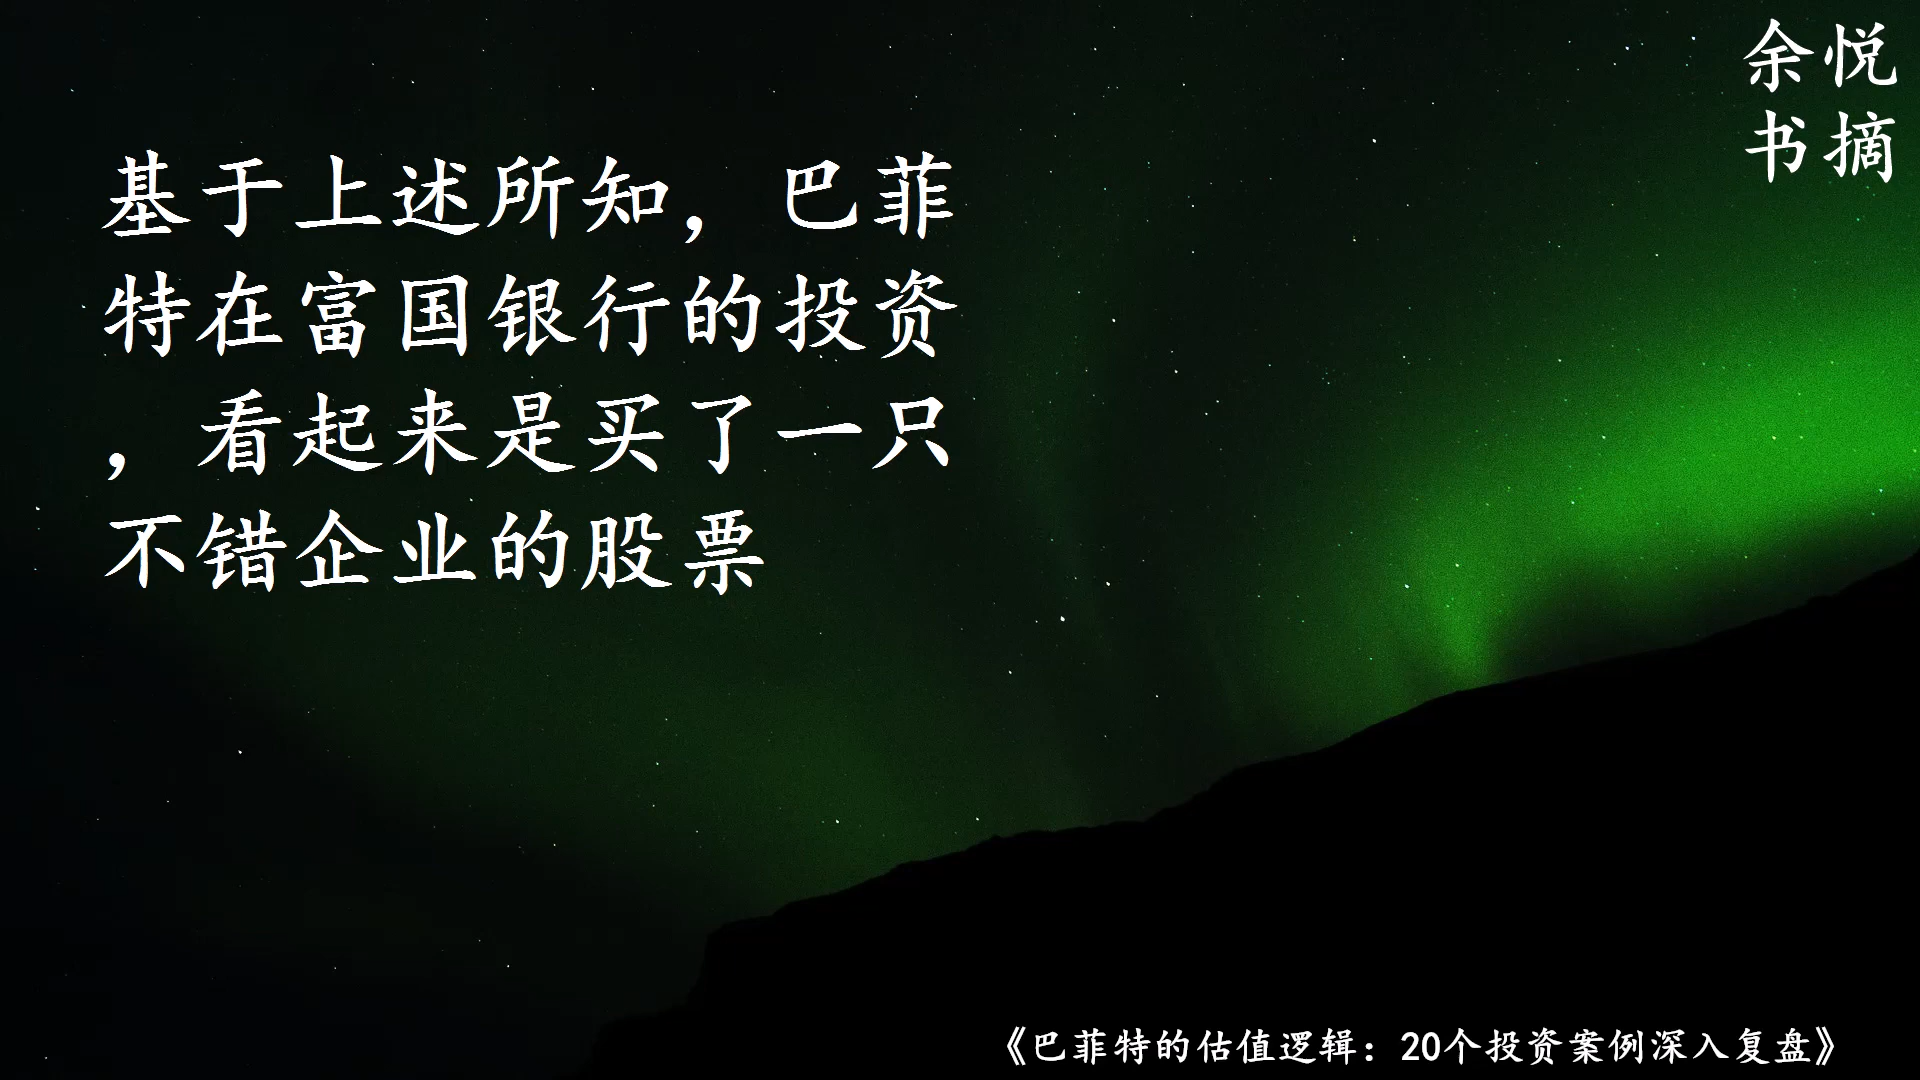 余悦
书摘
基于上述所知，巴菲
特在富国银行的投资
，看起来是买了一只
不错企业的股票
《巴菲特的估值逻辑：20个投资案例深入复盘》